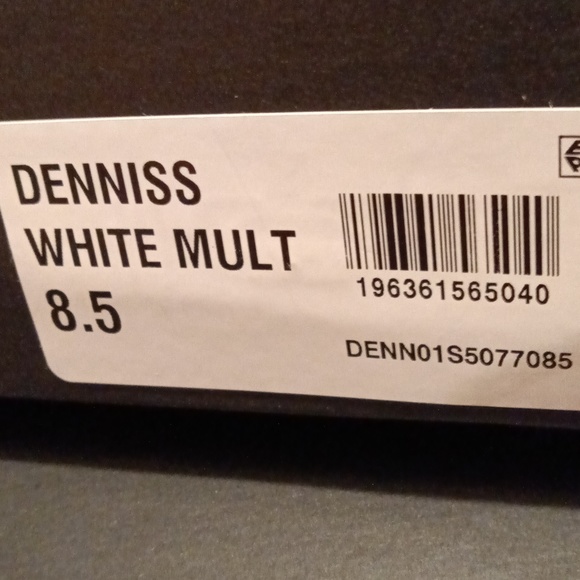 DENNISS
WHITE MULT
8.5
196361565040
DENN01S5077085